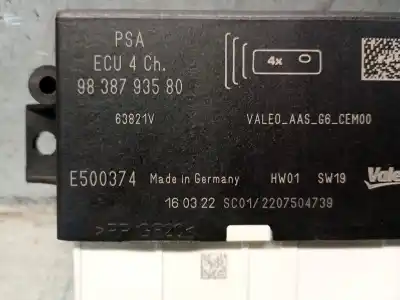 PSA
ECU 4 Ch.
98 387 935 80
4x
63821V
VALEO_AAS_G6_CEM00
E500374
Made in Germany
HW01
SW19
Valeo
16 03 22
SC01/2207504739